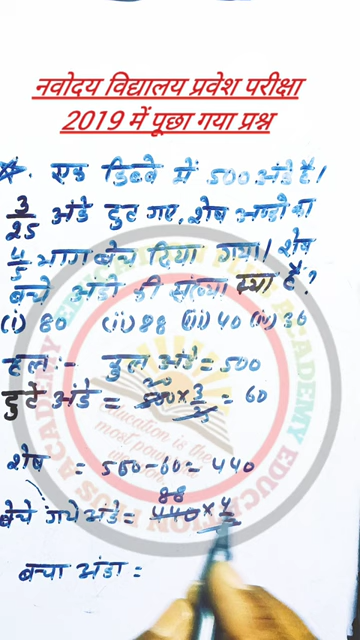 नवोदय विद्यालय प्रवेश परीक्षा
2019 में पूछा गया प्रश्न
*. एक डिब्बे में 500 अंडे हैं।
3/25 अंडे टुट गए, शेष अण्डो का
4/5 भाग बेच दिया गया। शेष
बचे अंडो की संख्या क्या हैं?
(i) 80 (ii) 88 (iii) 40 (iv) 36
हल:- कुल अंडे = 500
टुटे अंडे = 500 × 3/25 = 60
शेष = 500-60 = 440
88
बेचे गये अंडे = 440 × 4/5
बचा अंडा =